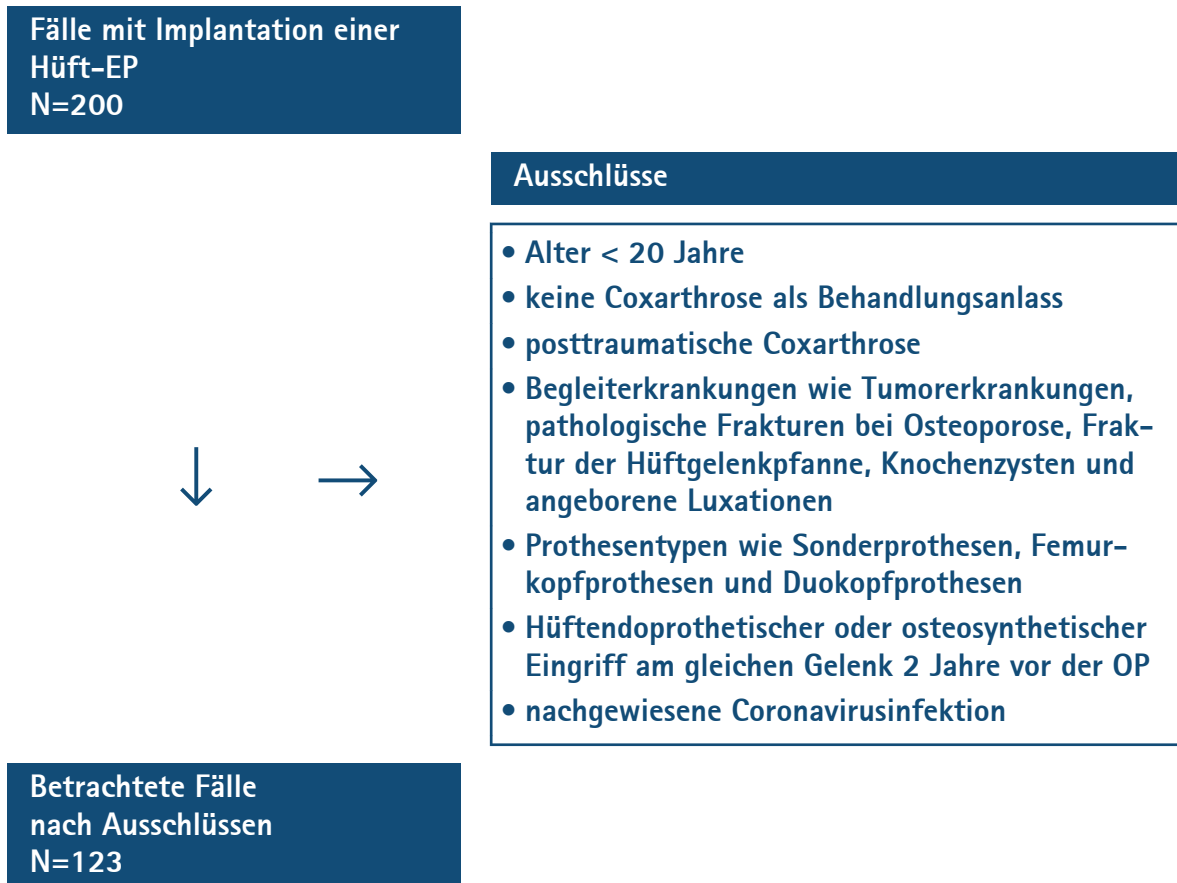 Fälle mit Implantation einer
Hüft-EP
N=200
Ausschlüsse
• Alter < 20 Jahre
• keine Coxarthrose als Behandlungsanlass
• posttraumatische Coxarthrose
• Begleiterkrankungen wie Tumorerkrankungen,
pathologische Frakturen bei Osteoporose, Frak-
tur der Hüftgelenkpfanne, Knochenzysten und
angeborene Luxationen
• Prothesentypen wie Sonderprothesen, Femur-
kopfprothesen und Duokopfprothesen
• Hüftendoprothetischer oder osteosynthetischer
Eingriff am gleichen Gelenk 2 Jahre vor der OP
• nachgewiesene Coronavirusinfektion
Betrachtete Fälle
nach Ausschlüssen
N=123